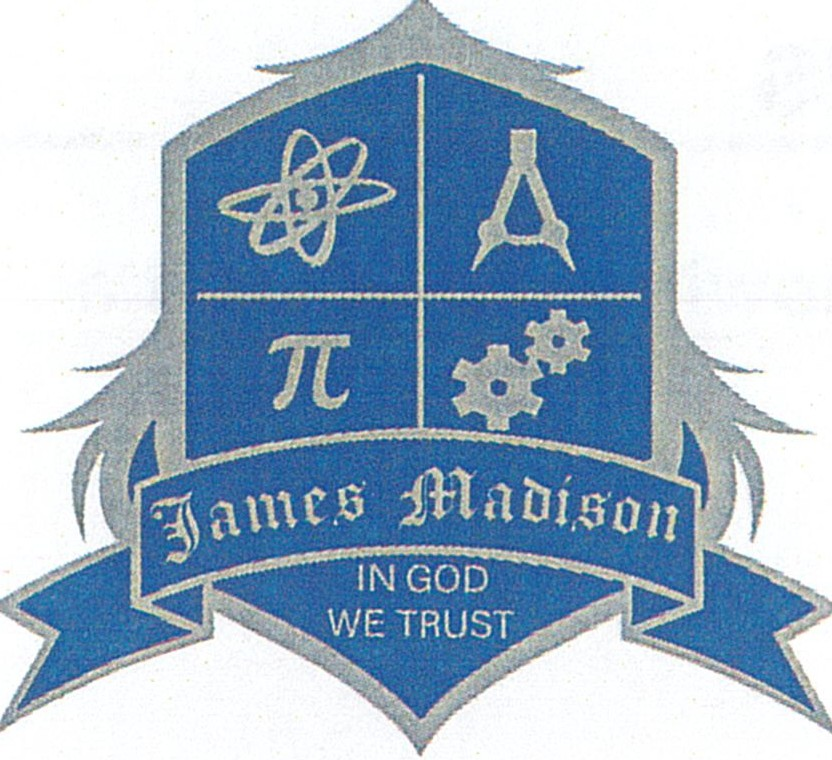 π
James Madison
IN GOD
WE TRUST